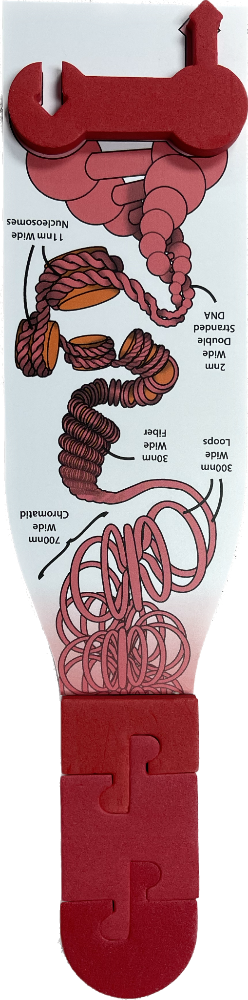 700nm
Wide
Chromatid
300nm
Wide
Loops
30nm
Wide
Fiber
2nm
Wide
Double
Stranded
DNA
11nm Wide
Nucleosomes